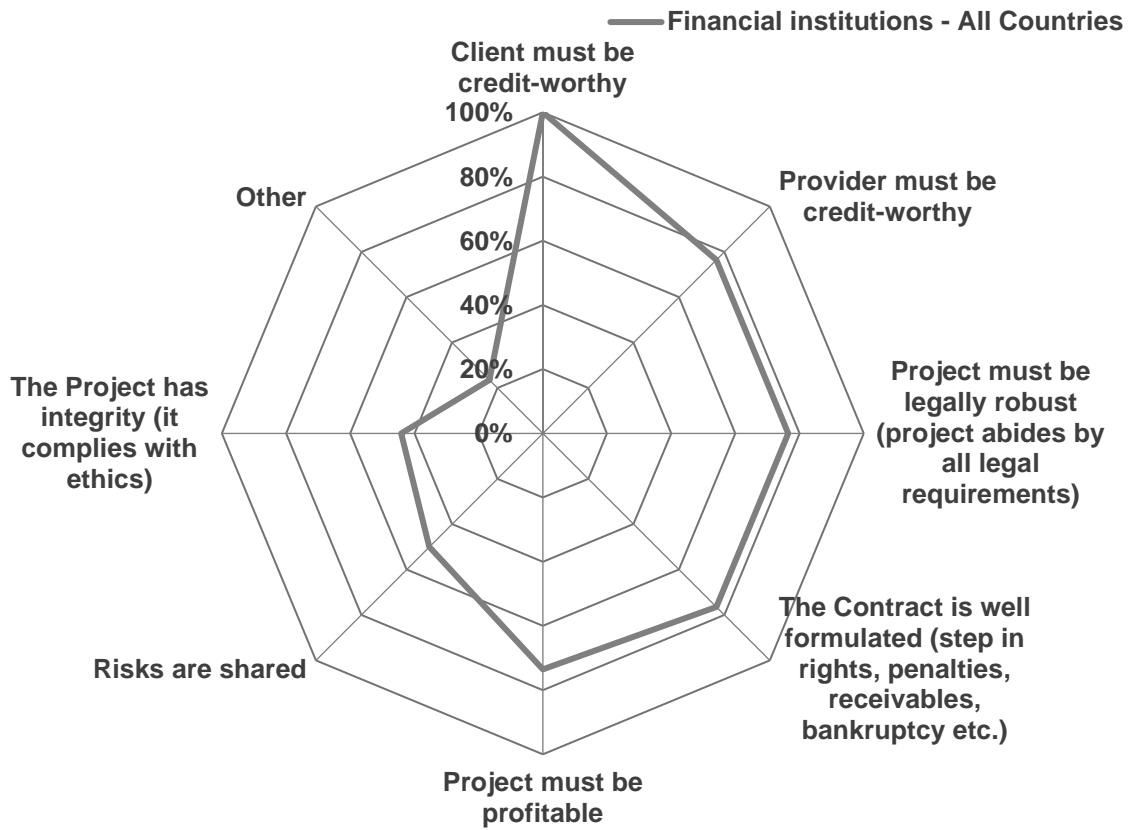 Financial institutions - All Countries
Client must be
credit-worthy
100%
80%
60%
40%
20%
0%
Provider must be
credit-worthy
Project must be
legally robust
(project abides by
all legal
requirements)
The Contract is well
formulated (step in
rights, penalties,
receivables,
bankruptcy etc.)
Project must be
profitable
Risks are shared
The Project has
integrity (it
complies with
ethics)
Other